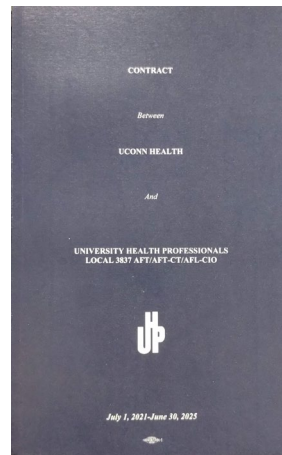 CONTRACT
Between
UCONN HEALTH
And
UNIVERSITY HEALTH PROFESSIONALS
LOCAL 3837 AFT/AFT-CT/AFL-CIO
UHP
July 1, 2021-June 30, 2025